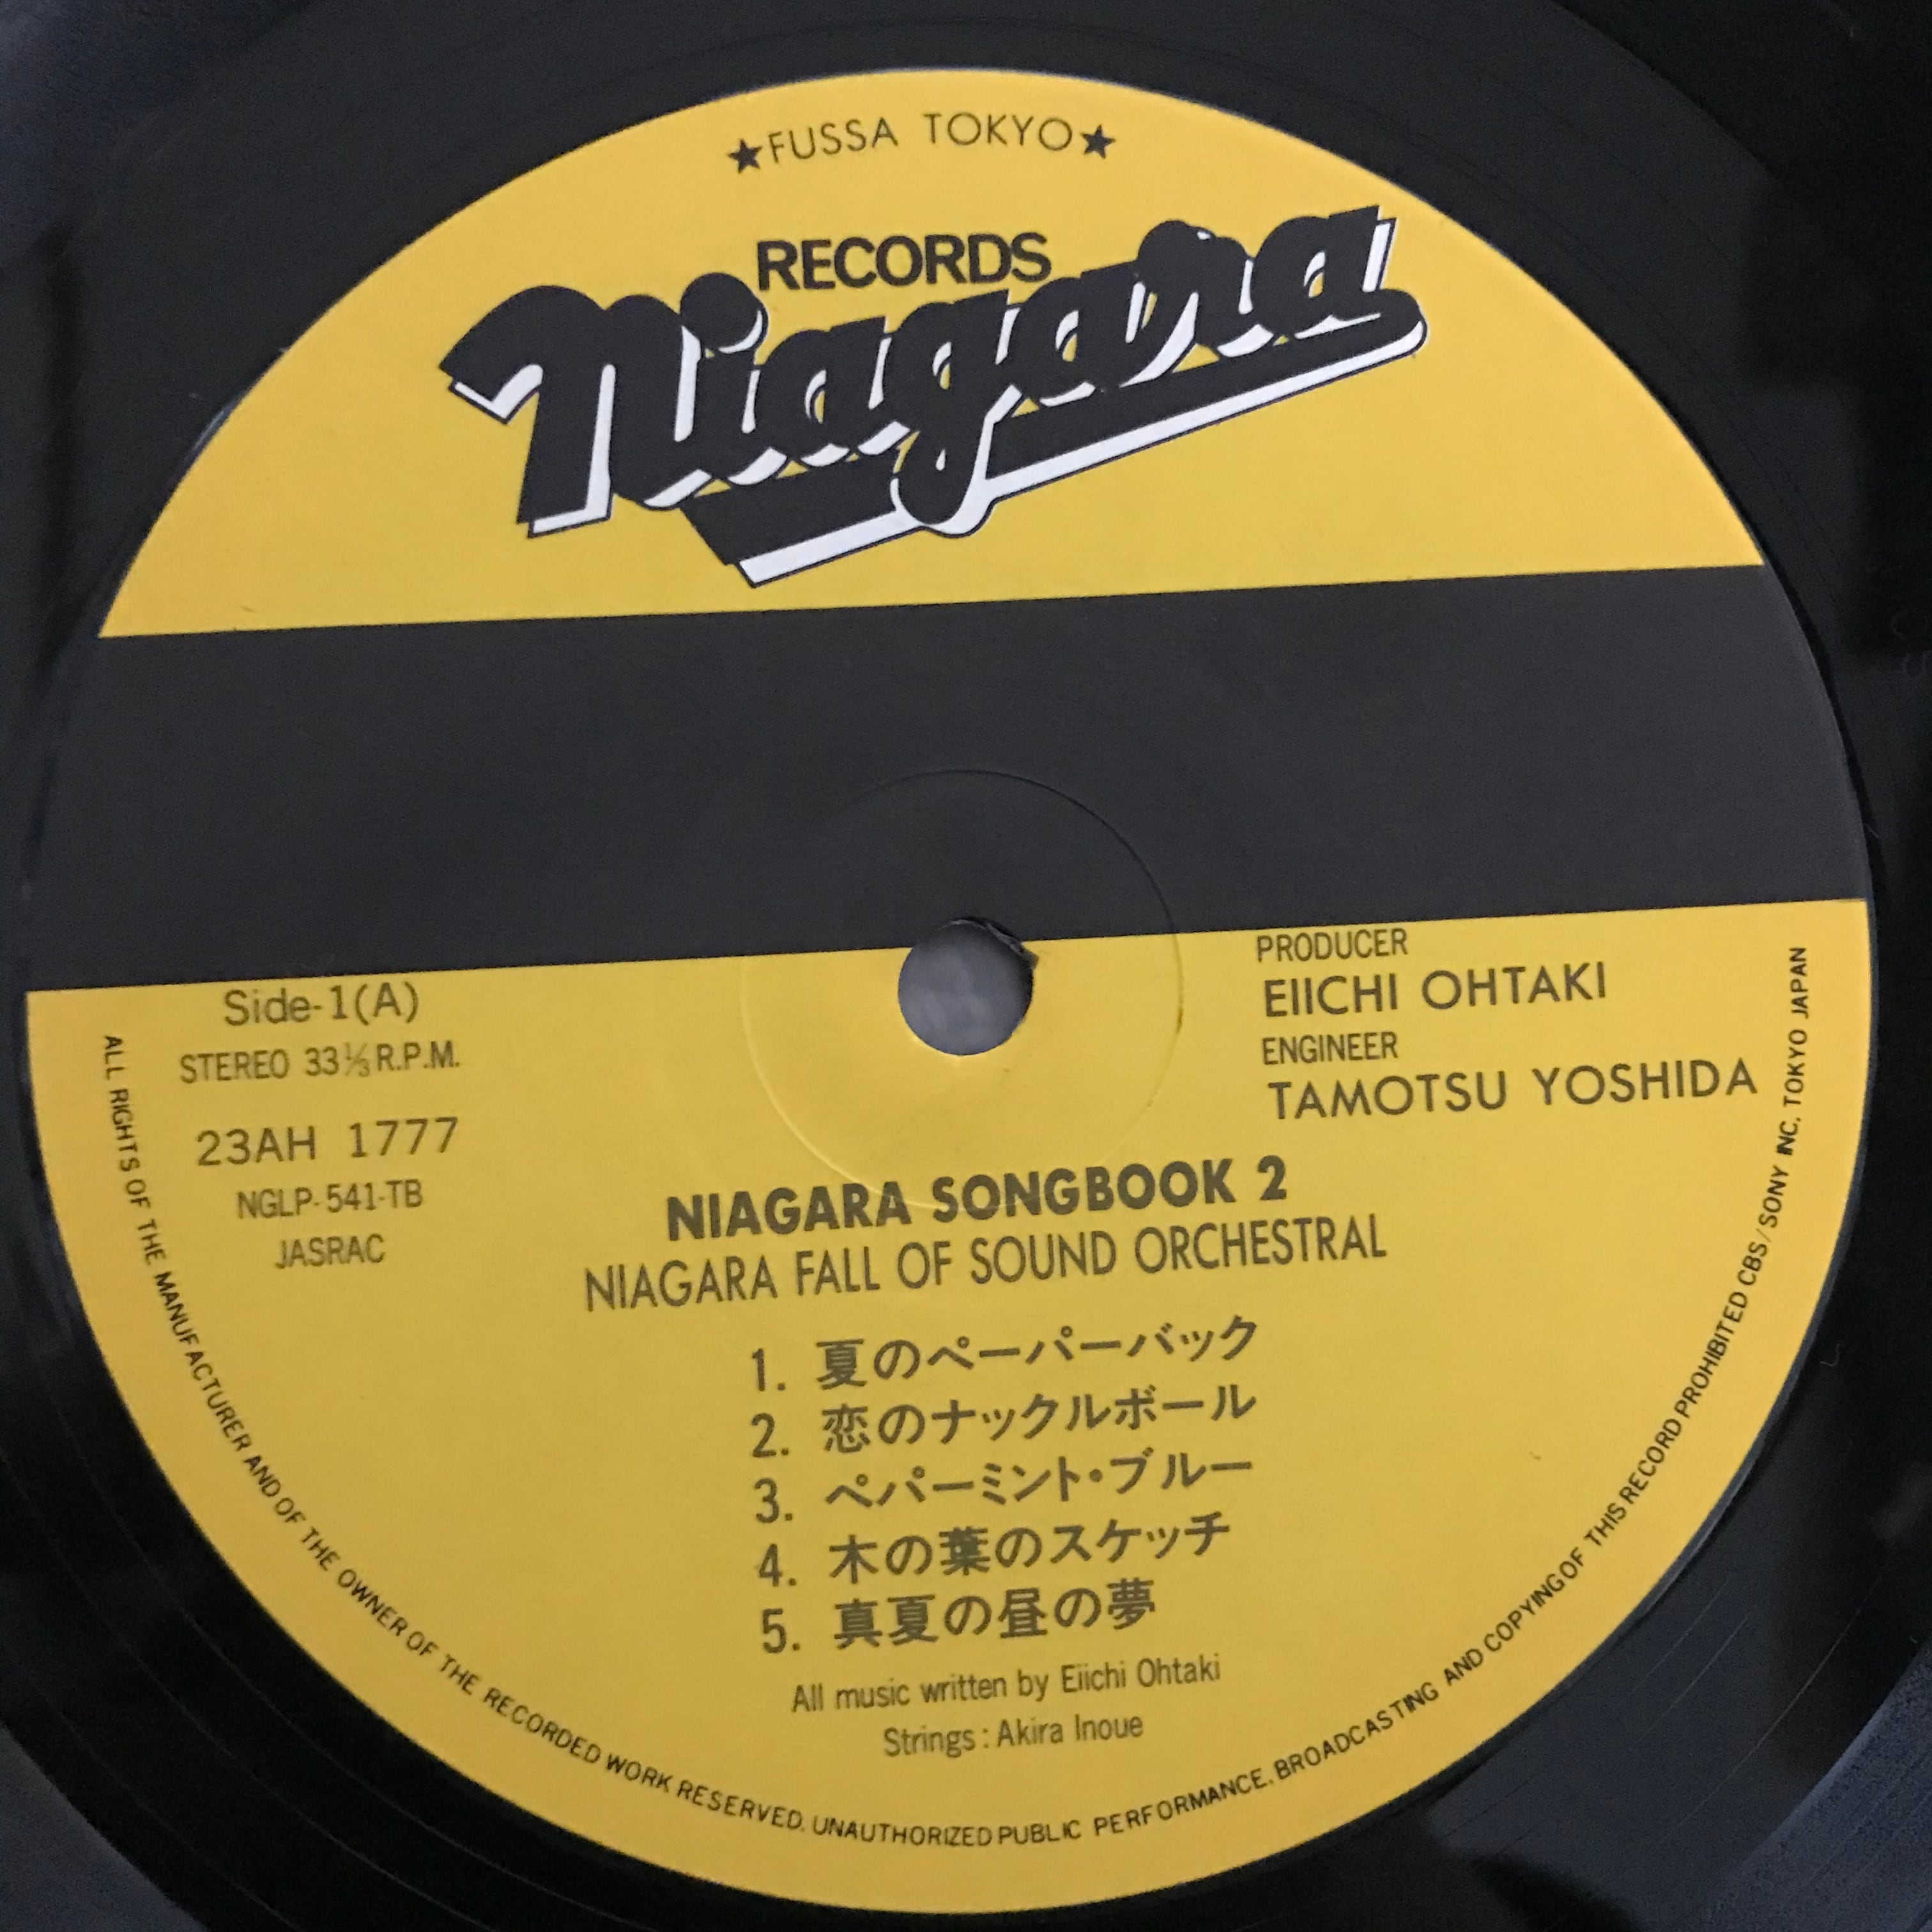 ★FUSSA TOKYO★
RECORDS
Niagara
PRODUCER
EIICHI OHTAKI
ENGINEER
TAMOTSU YOSHIDA
Side-1(A)
STEREO 33⅓ R.P.M.
23AH 1777
NGLP-541-TB
JASRAC
NIAGARA SONGBOOK 2
NIAGARA FALL OF SOUND ORCHESTRAL
1. 夏のペーパーバック
2. 恋のナックルボール
3. ペパーミント・ブルー
4. 木の葉のスケッチ
5. 真夏の昼の夢
All music written by Eiichi Ohtaki
Strings : Akira Inoue
ALL RIGHTS OF THE MANUFACTURER AND OF THE OWNER OF THE RECORDED WORK RESERVED. UNAUTHORIZED PUBLIC PERFORMANCE. BROADCASTING AND COPYING OF THIS RECORD PROHIBITED CBS/SONY INC. TOKYO JAPAN